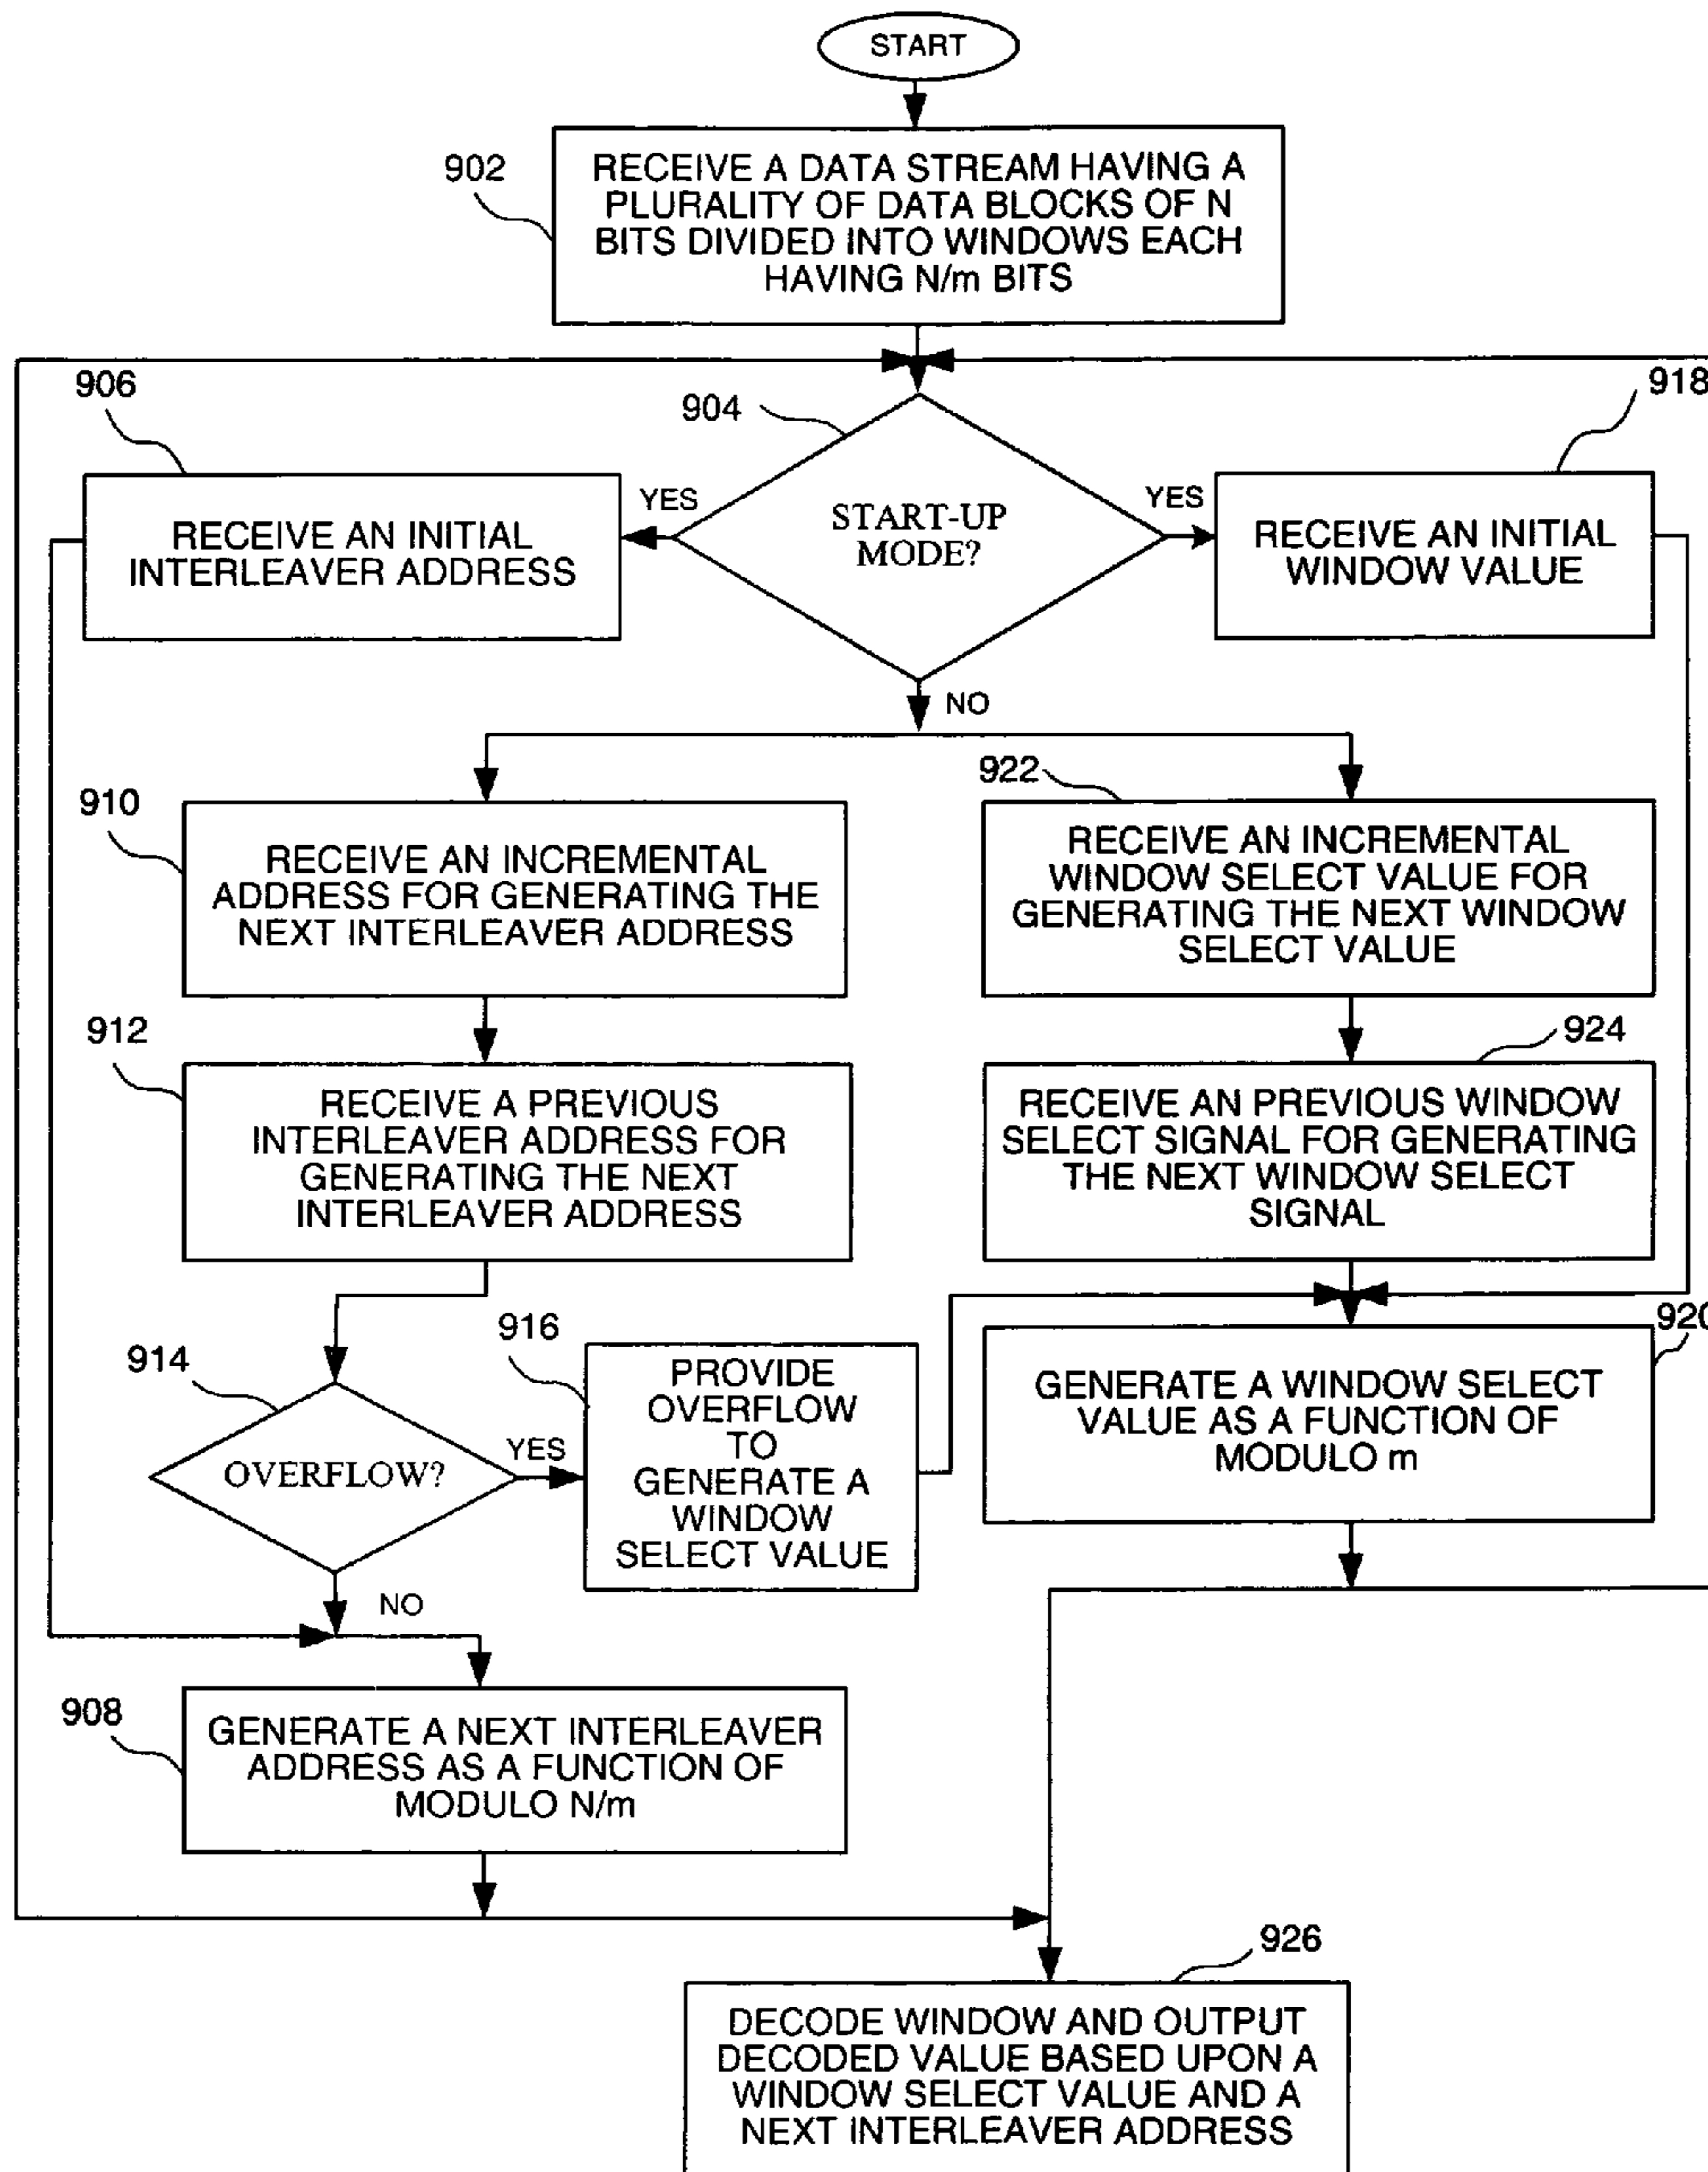 START
902
RECEIVE A DATA STREAM HAVING A
PLURALITY OF DATA BLOCKS OF N
BITS DIVIDED INTO WINDOWS EACH
HAVING N/m BITS
906
904
918
YES
YES
RECEIVE AN INITIAL
INTERLEAVER ADDRESS
START-UP
MODE?
RECEIVE AN INITIAL
WINDOW VALUE
NO
910
922
RECEIVE AN INCREMENTAL
ADDRESS FOR GENERATING THE
NEXT INTERLEAVER ADDRESS
RECEIVE AN INCREMENTAL
WINDOW SELECT VALUE FOR
GENERATING THE NEXT WINDOW
SELECT VALUE
912
924
RECEIVE A PREVIOUS
INTERLEAVER ADDRESS FOR
GENERATING THE NEXT
INTERLEAVER ADDRESS
RECEIVE AN PREVIOUS WINDOW
SELECT SIGNAL FOR GENERATING
THE NEXT WINDOW SELECT
SIGNAL
914
916
920
OVERFLOW?
YES
PROVIDE
OVERFLOW
TO
GENERATE A
WINDOW
SELECT VALUE
GENERATE A WINDOW SELECT
VALUE AS A FUNCTION OF
MODULO m
NO
908
GENERATE A NEXT INTERLEAVER
ADDRESS AS A FUNCTION OF
MODULO N/m
926
DECODE WINDOW AND OUTPUT
DECODED VALUE BASED UPON A
WINDOW SELECT VALUE AND A
NEXT INTERLEAVER ADDRESS